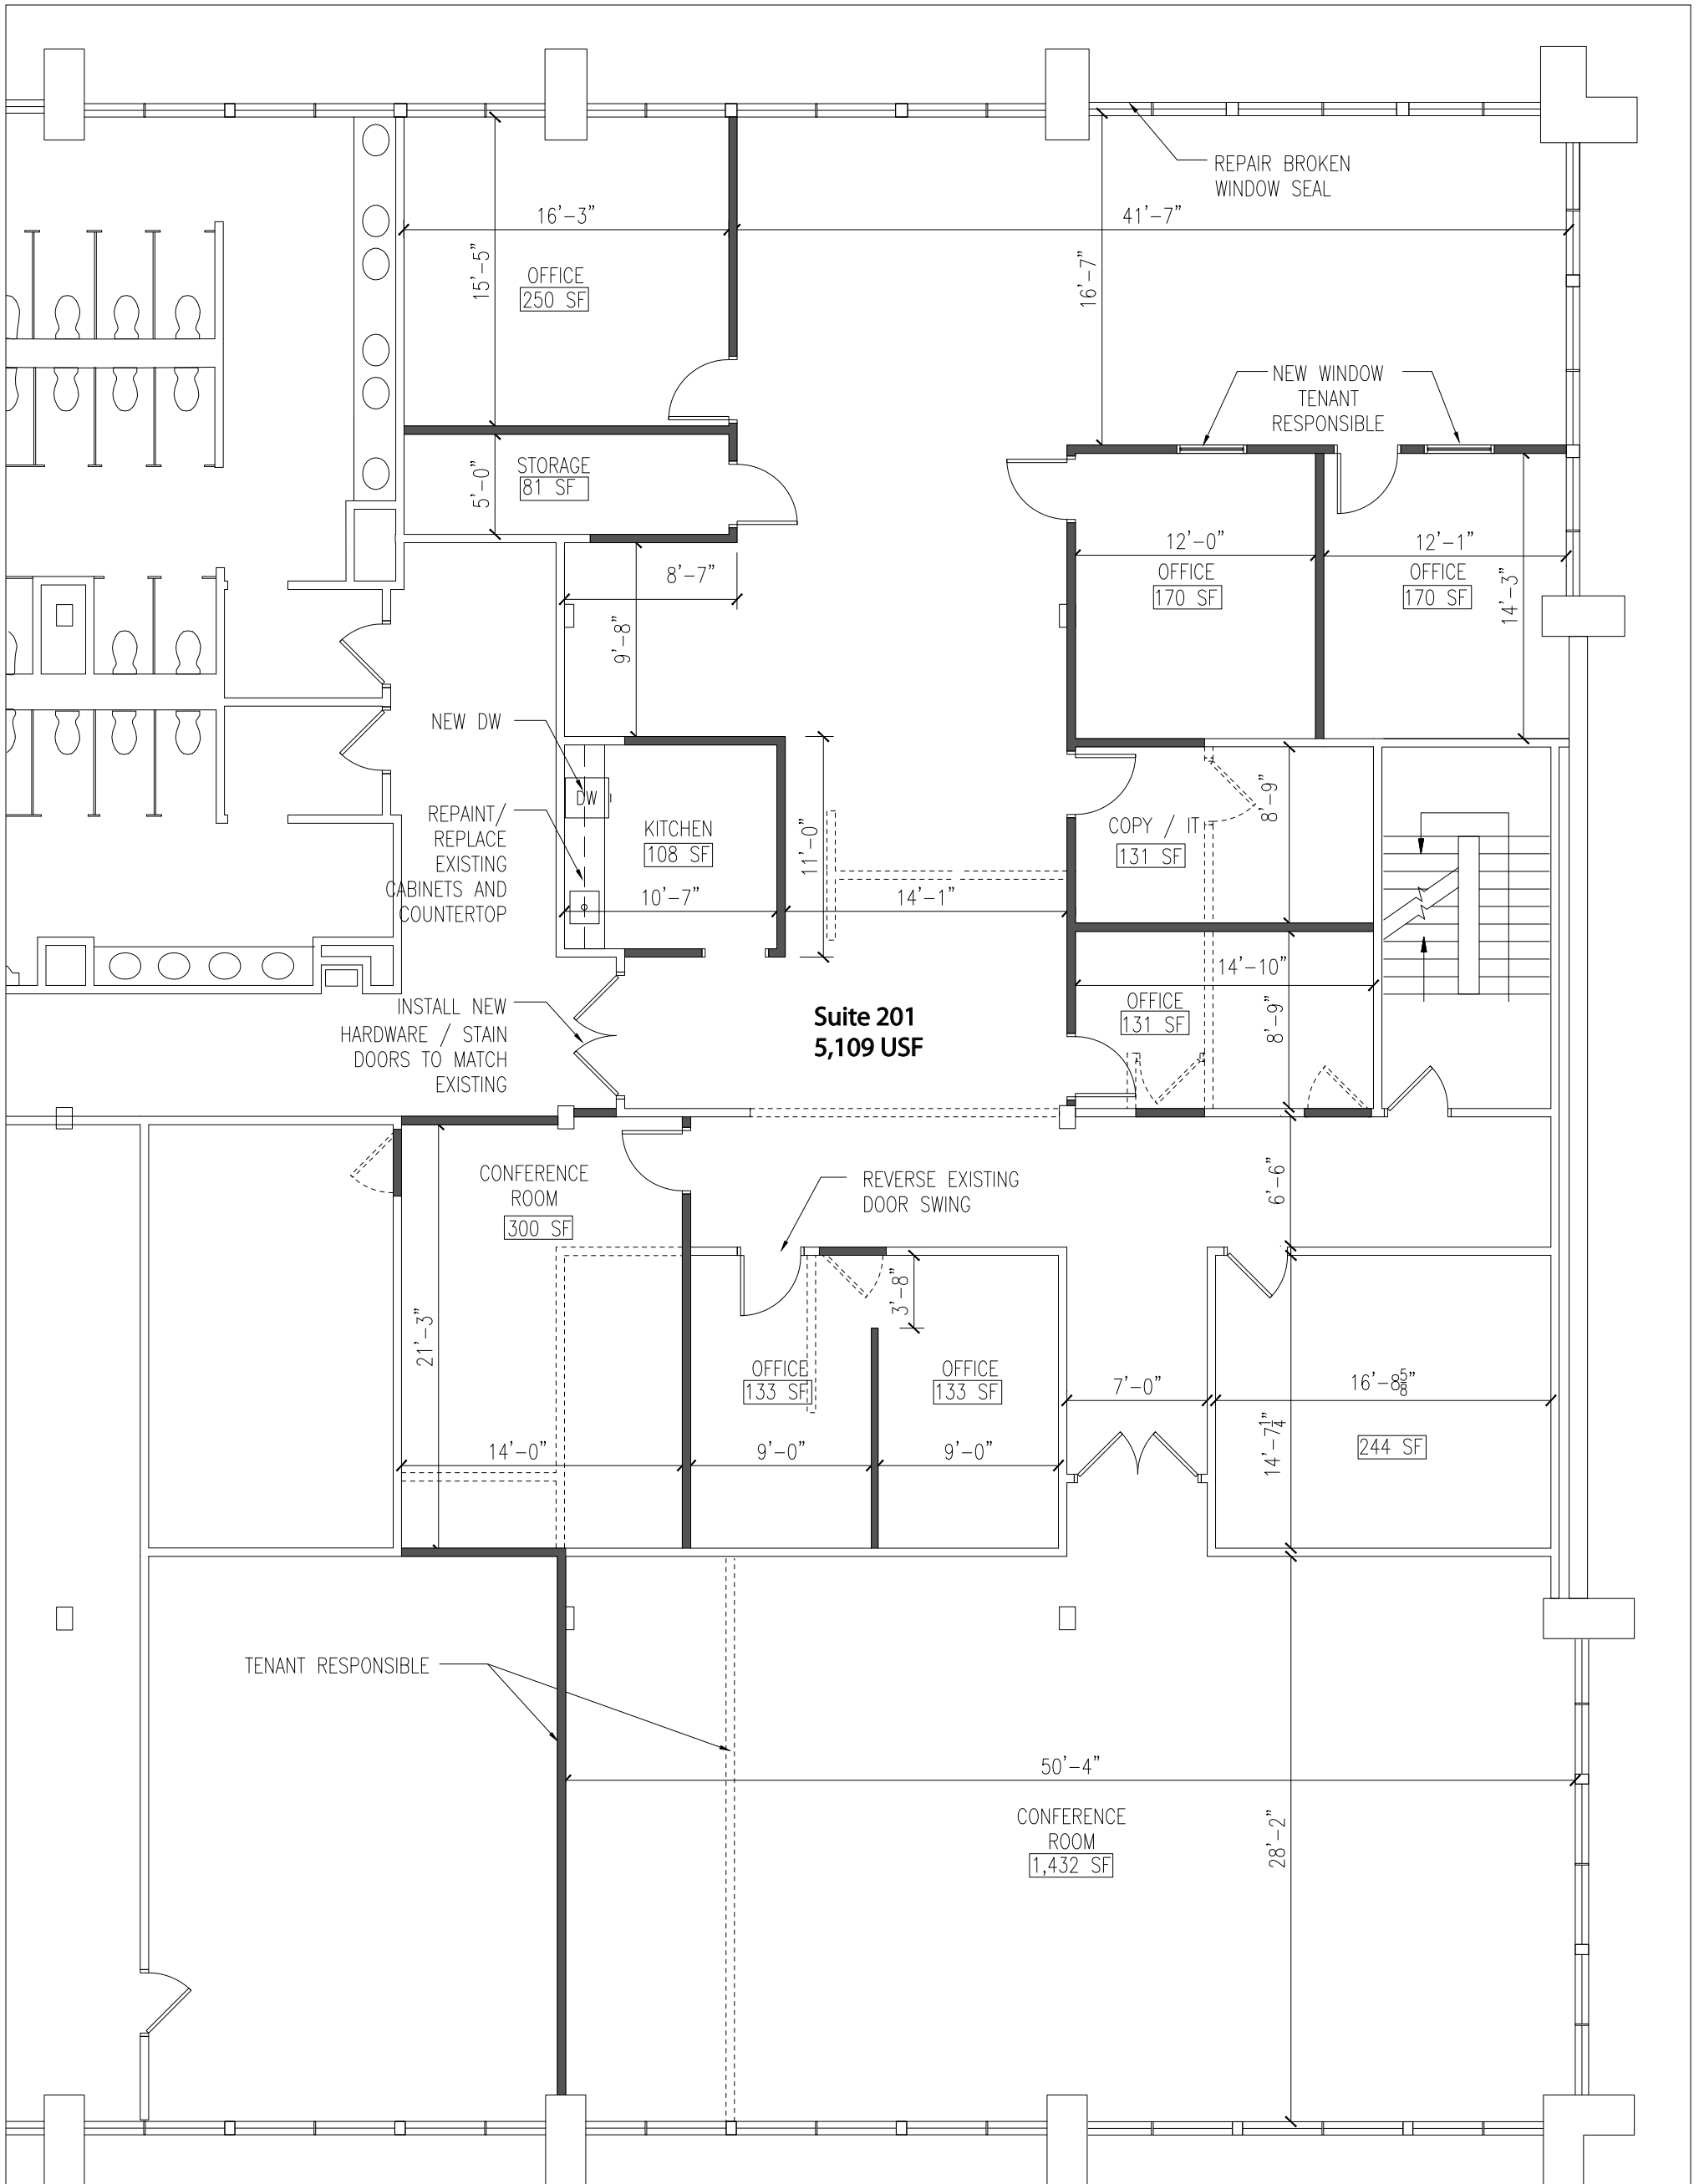 REPAIR BROKEN
WINDOW SEAL
16'-3"
41'-7"
15'-5"
16'-7"
OFFICE
250 SF
NEW WINDOW
TENANT
RESPONSIBLE
STORAGE
81 SF
5'-0"
12'-0"
OFFICE
170 SF
12'-1"
OFFICE
170 SF
14'-3"
8'-7"
9'-8"
NEW DW
DW
REPAINT/
REPLACE
EXISTING
CABINETS AND
COUNTERTOP
KITCHEN
108 SF
10'-7"
11'-0"
14'-1"
COPY / IT
131 SF
8'-9"
14'-10"
OFFICE
131 SF
8'-9"
INSTALL NEW
HARDWARE / STAIN
DOORS TO MATCH
EXISTING
Suite 201
5,109 USF
CONFERENCE
ROOM
300 SF
REVERSE EXISTING
DOOR SWING
6'-6"
3'-8"
21'-3"
OFFICE
133 SF
OFFICE
133 SF
7'-0"
16'-8 5/8"
14'-7 1/4"
244 SF
14'-0"
9'-0"
9'-0"
TENANT RESPONSIBLE
50'-4"
CONFERENCE
ROOM
1,432 SF
28'-2"